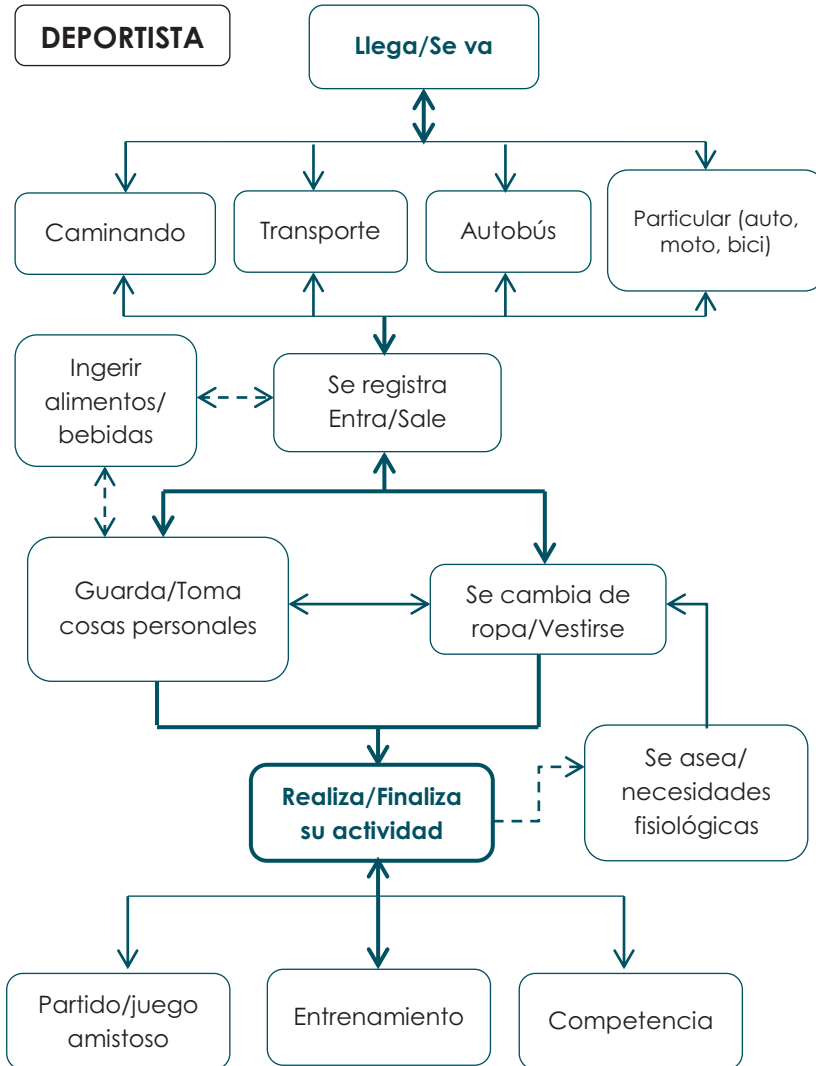 DEPORTISTA
Llega/Se va
Caminando
Transporte
Autobús
Particular (auto,
moto, bici)
Ingerir
alimentos/
bebidas
Se registra
Entra/Sale
Guarda/Toma
cosas personales
Se cambia de
ropa/Vestirse
Realiza/Finaliza
su actividad
Se asea/
necesidades
fisiológicas
Partido/juego
amistoso
Entrenamiento
Competencia